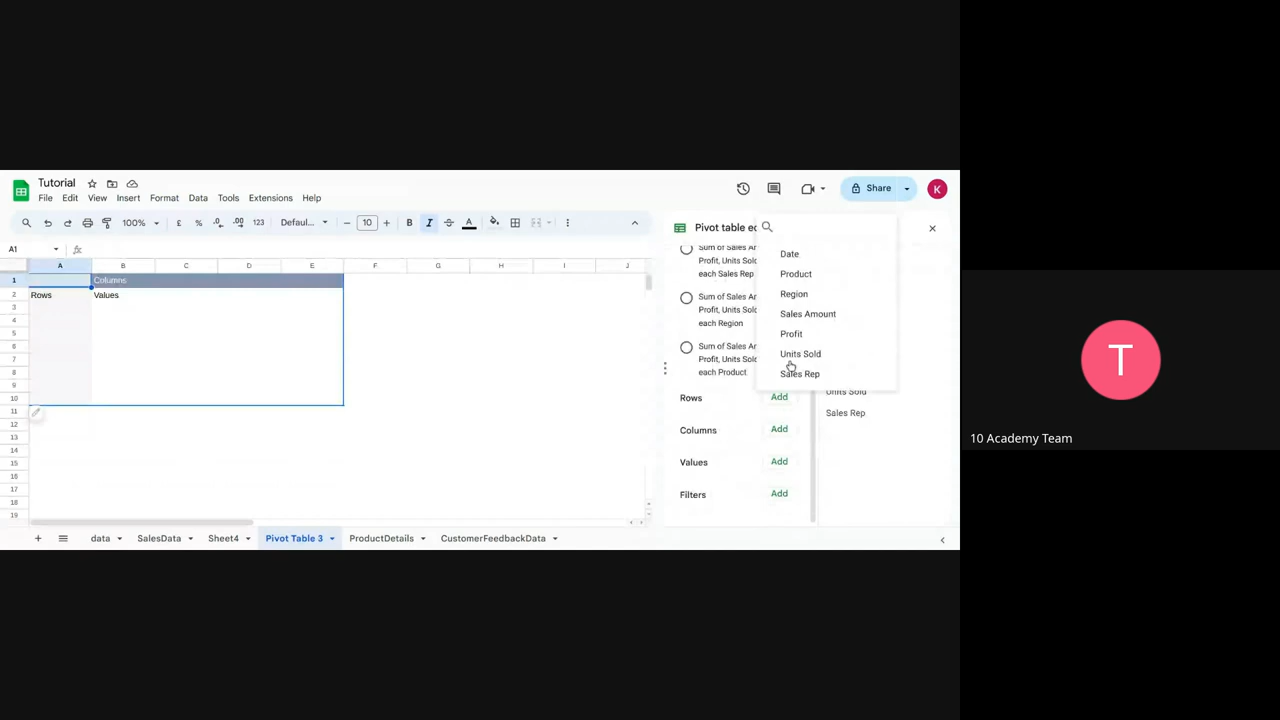 Tutorial
File Edit View Insert Format Data Tools Extensions Help
Share
K
100% £ % .0 .00 123 Defaul... − 10 + B I A
A1 fx
Pivot table ec
A B C D E F G H I J
1 Columns
2 Rows Values
3
4
5
6
7
8
9
10
11
12
13
14
15
16
17
18
19
Sum of Sales Ar
Profit, Units Sold
each Sales Rep
Sum of Sales Ar
Profit, Units Sold
each Region
Sum of Sales Ar
Profit, Units Sold
each Product
Date
Product
Region
Sales Amount
Profit
Units Sold
Sales Rep
Units Sold
Sales Rep
Rows Add
Columns Add
Values Add
Filters Add
+ data SalesData Sheet4 Pivot Table 3 ProductDetails CustomerFeedbackData
T
10 Academy Team